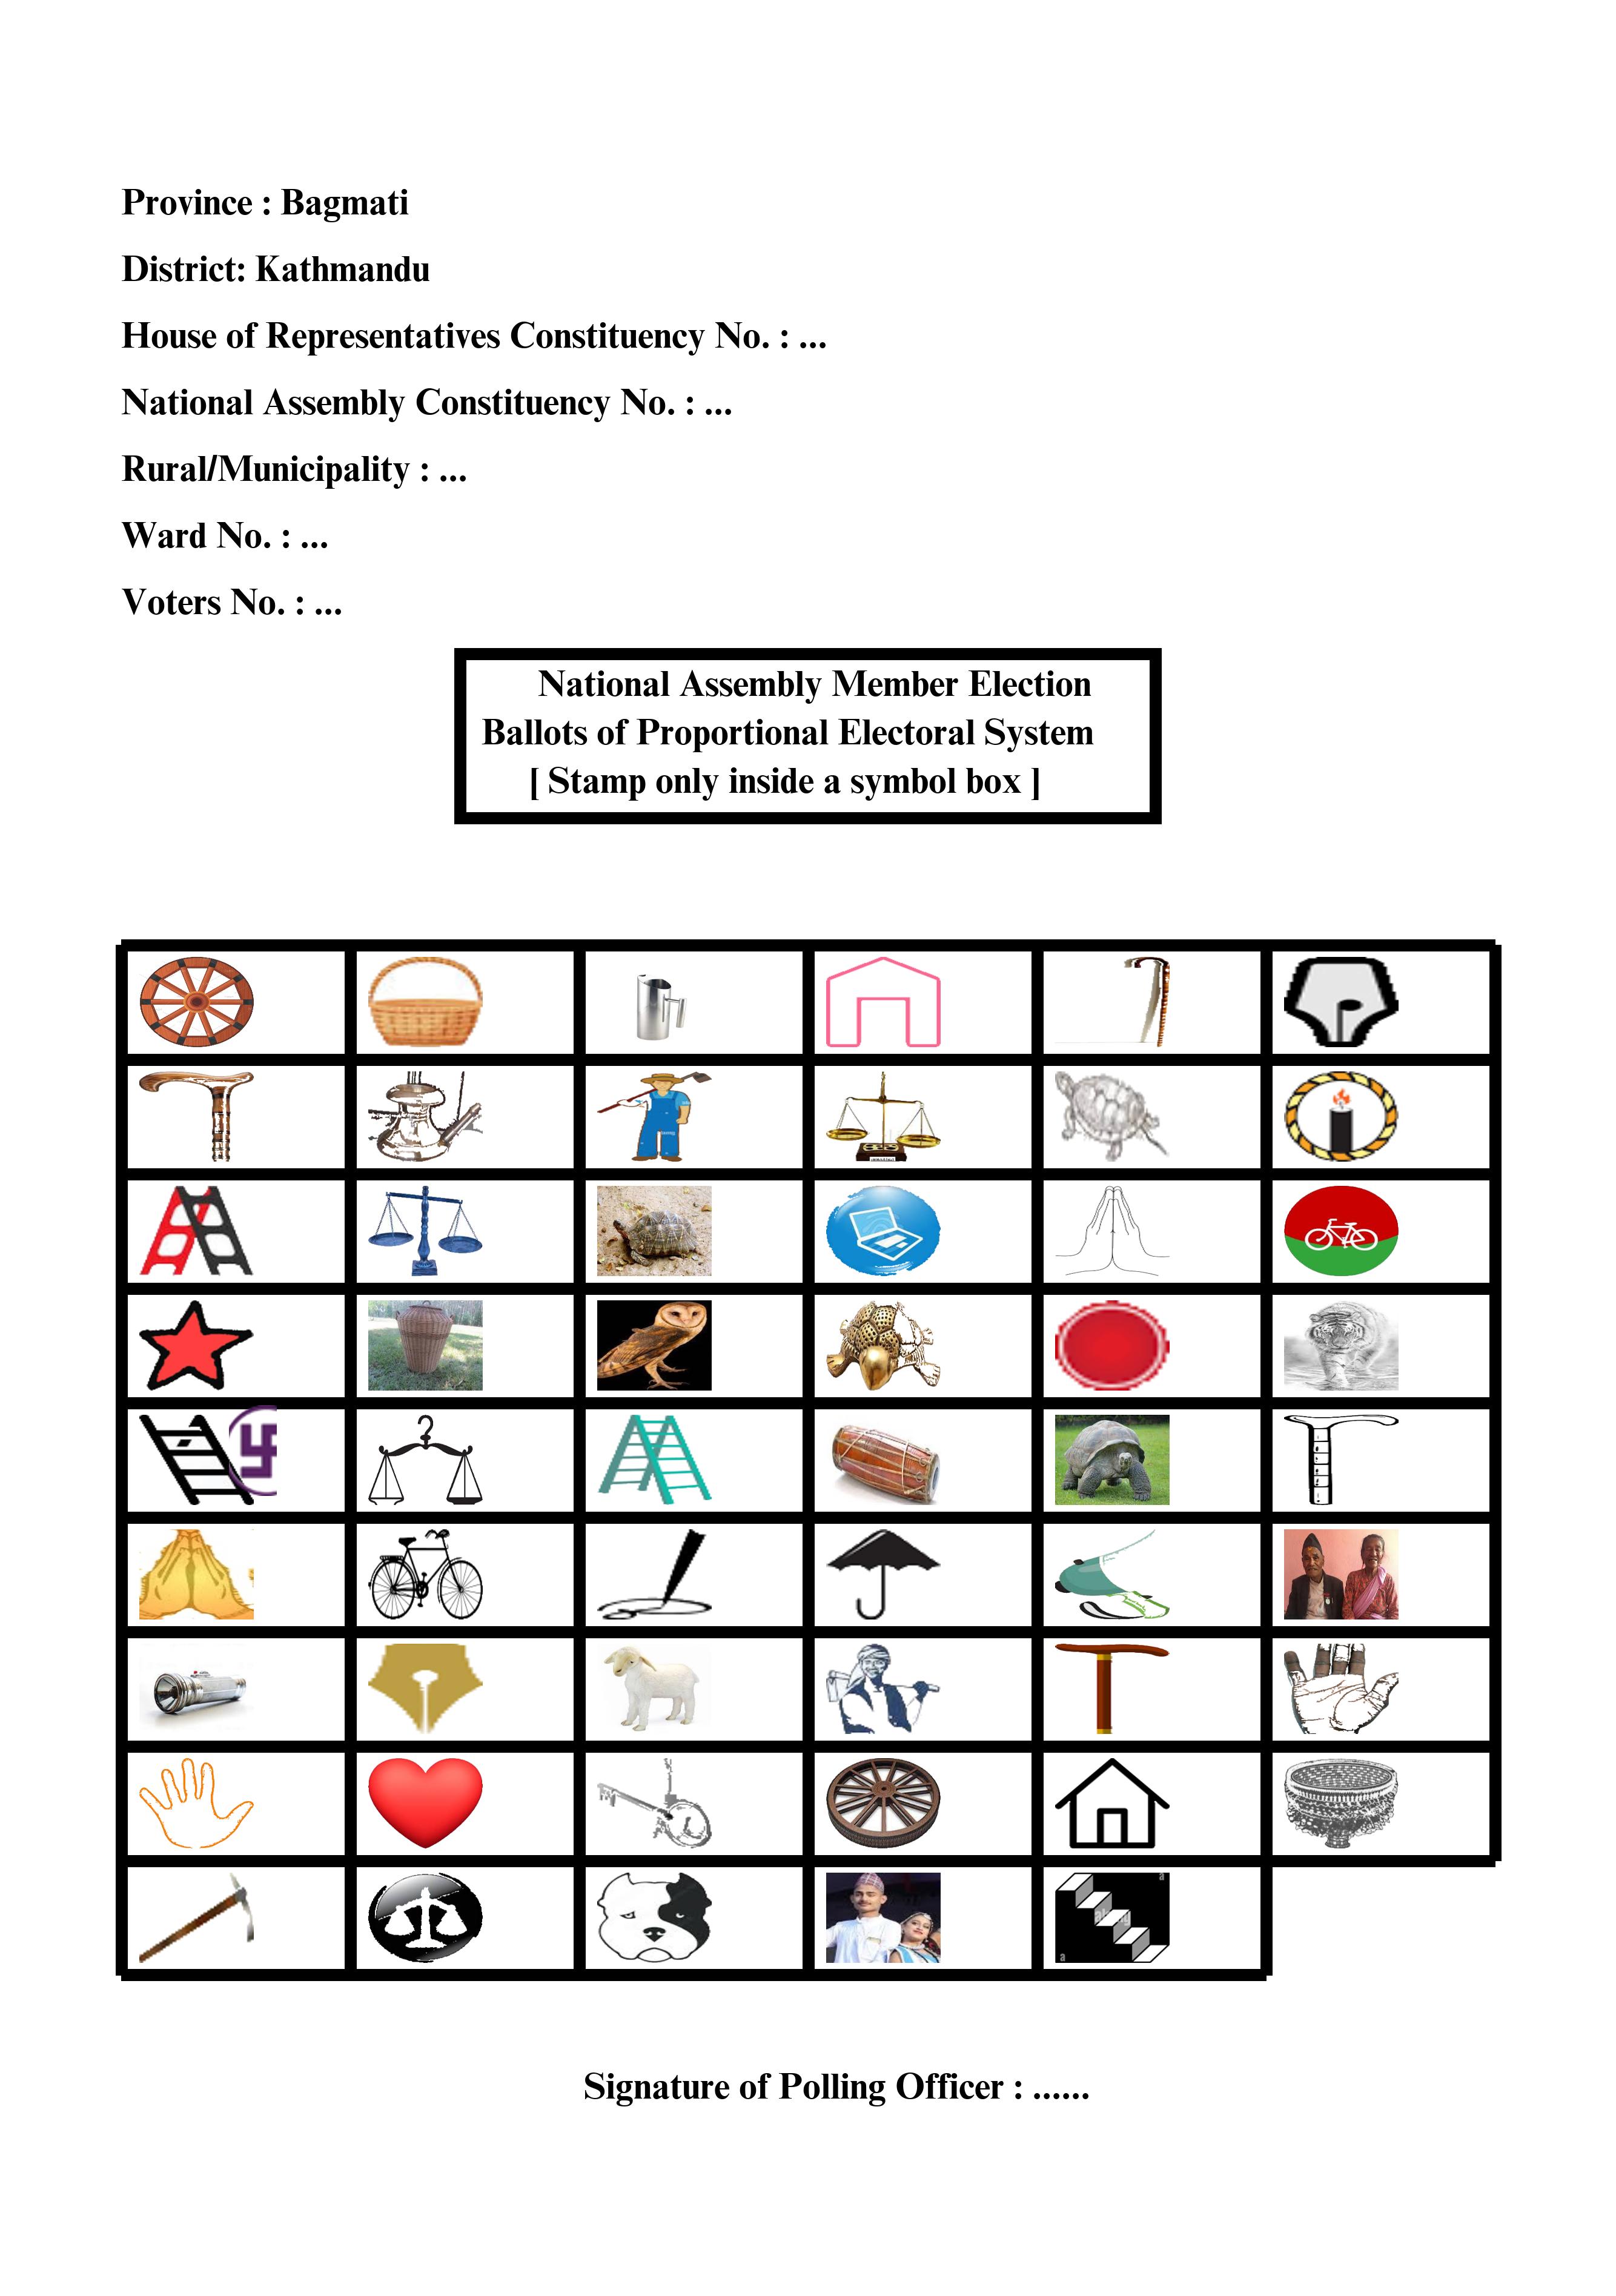 Province : Bagmati
District: Kathmandu
House of Representatives Constituency No. : ...
National Assembly Constituency No. : ...
Rural/Municipality : ...
Ward No. : ...
Voters No. : ...
National Assembly Member Election
Ballots of Proportional Electoral System
[ Stamp only inside a symbol box ]
a
a
Signature of Polling Officer : ......